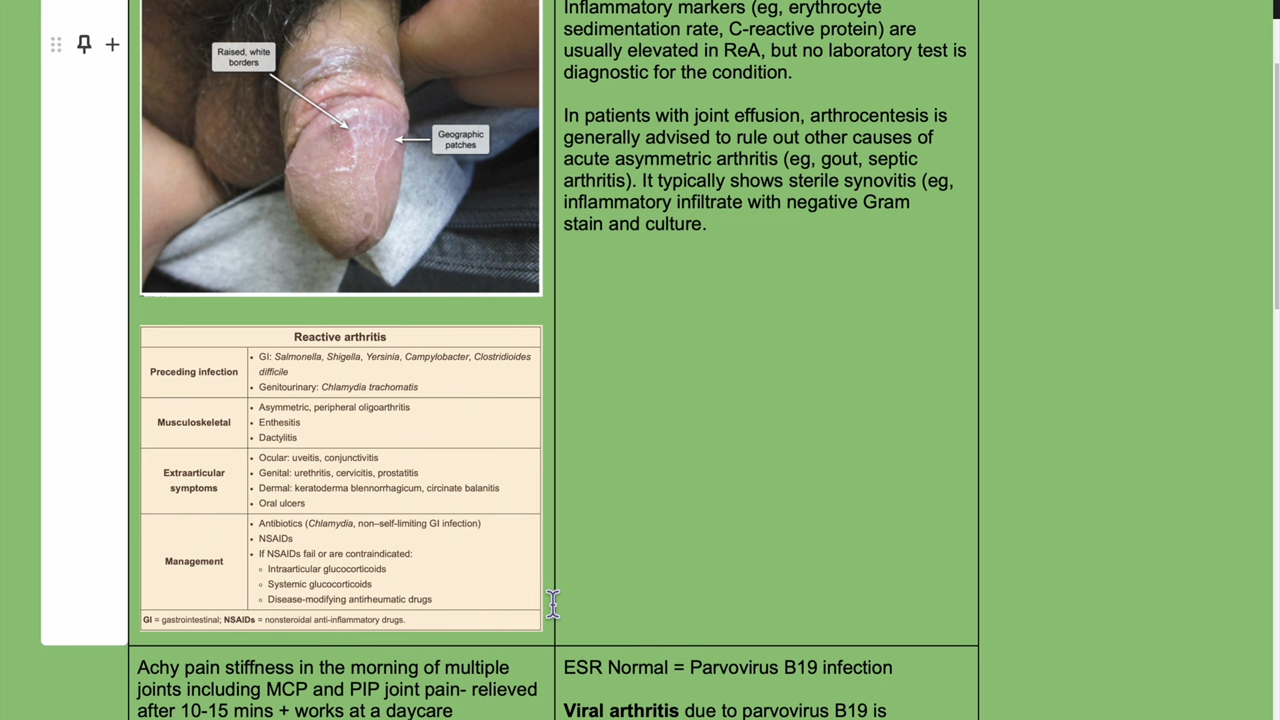 Raised, white
borders
Geographic
patches
Reactive arthritis
Preceding infection
• GI: Salmonella, Shigella, Yersinia, Campylobacter, Clostridioides
difficile
• Genitourinary: Chlamydia trachomatis
Musculoskeletal
• Asymmetric, peripheral oligoarthritis
• Enthesitis
• Dactylitis
Extraarticular
symptoms
• Ocular: uveitis, conjunctivitis
• Genital: urethritis, cervicitis, prostatitis
• Dermal: keratoderma blennorrhagicum, circinate balanitis
• Oral ulcers
Management
• Antibiotics (Chlamydia, non–self-limiting GI infection)
• NSAIDs
• If NSAIDs fail or are contraindicated:
◦ Intraarticular glucocorticoids
◦ Systemic glucocorticoids
◦ Disease-modifying antirheumatic drugs
GI = gastrointestinal; NSAIDs = nonsteroidal anti-inflammatory drugs.
Inflammatory markers (eg, erythrocyte
sedimentation rate, C-reactive protein) are
usually elevated in ReA, but no laboratory test is
diagnostic for the condition.
In patients with joint effusion, arthrocentesis is
generally advised to rule out other causes of
acute asymmetric arthritis (eg, gout, septic
arthritis). It typically shows sterile synovitis (eg,
inflammatory infiltrate with negative Gram
stain and culture.
Achy pain stiffness in the morning of multiple
joints including MCP and PIP joint pain- relieved
after 10-15 mins + works at a daycare
ESR Normal = Parvovirus B19 infection
Viral arthritis due to parvovirus B19 is